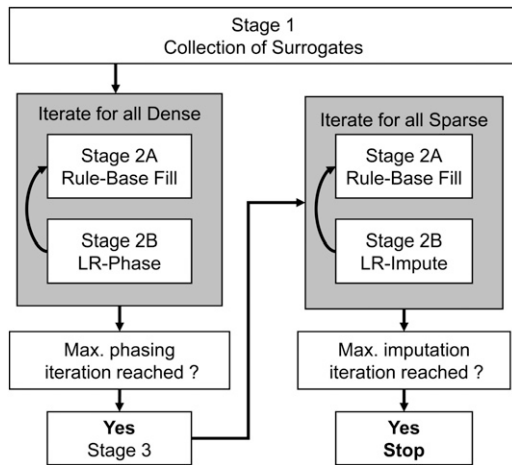 Stage 1
Collection of Surrogates
Iterate for all Dense
Stage 2A
Rule-Base Fill
Stage 2B
LR-Phase
Max. phasing
iteration reached ?
Yes
Stage 3
Iterate for all Sparse
Stage 2A
Rule-Base Fill
Stage 2B
LR-Impute
Max. imputation
iteration reached ?
Yes
Stop